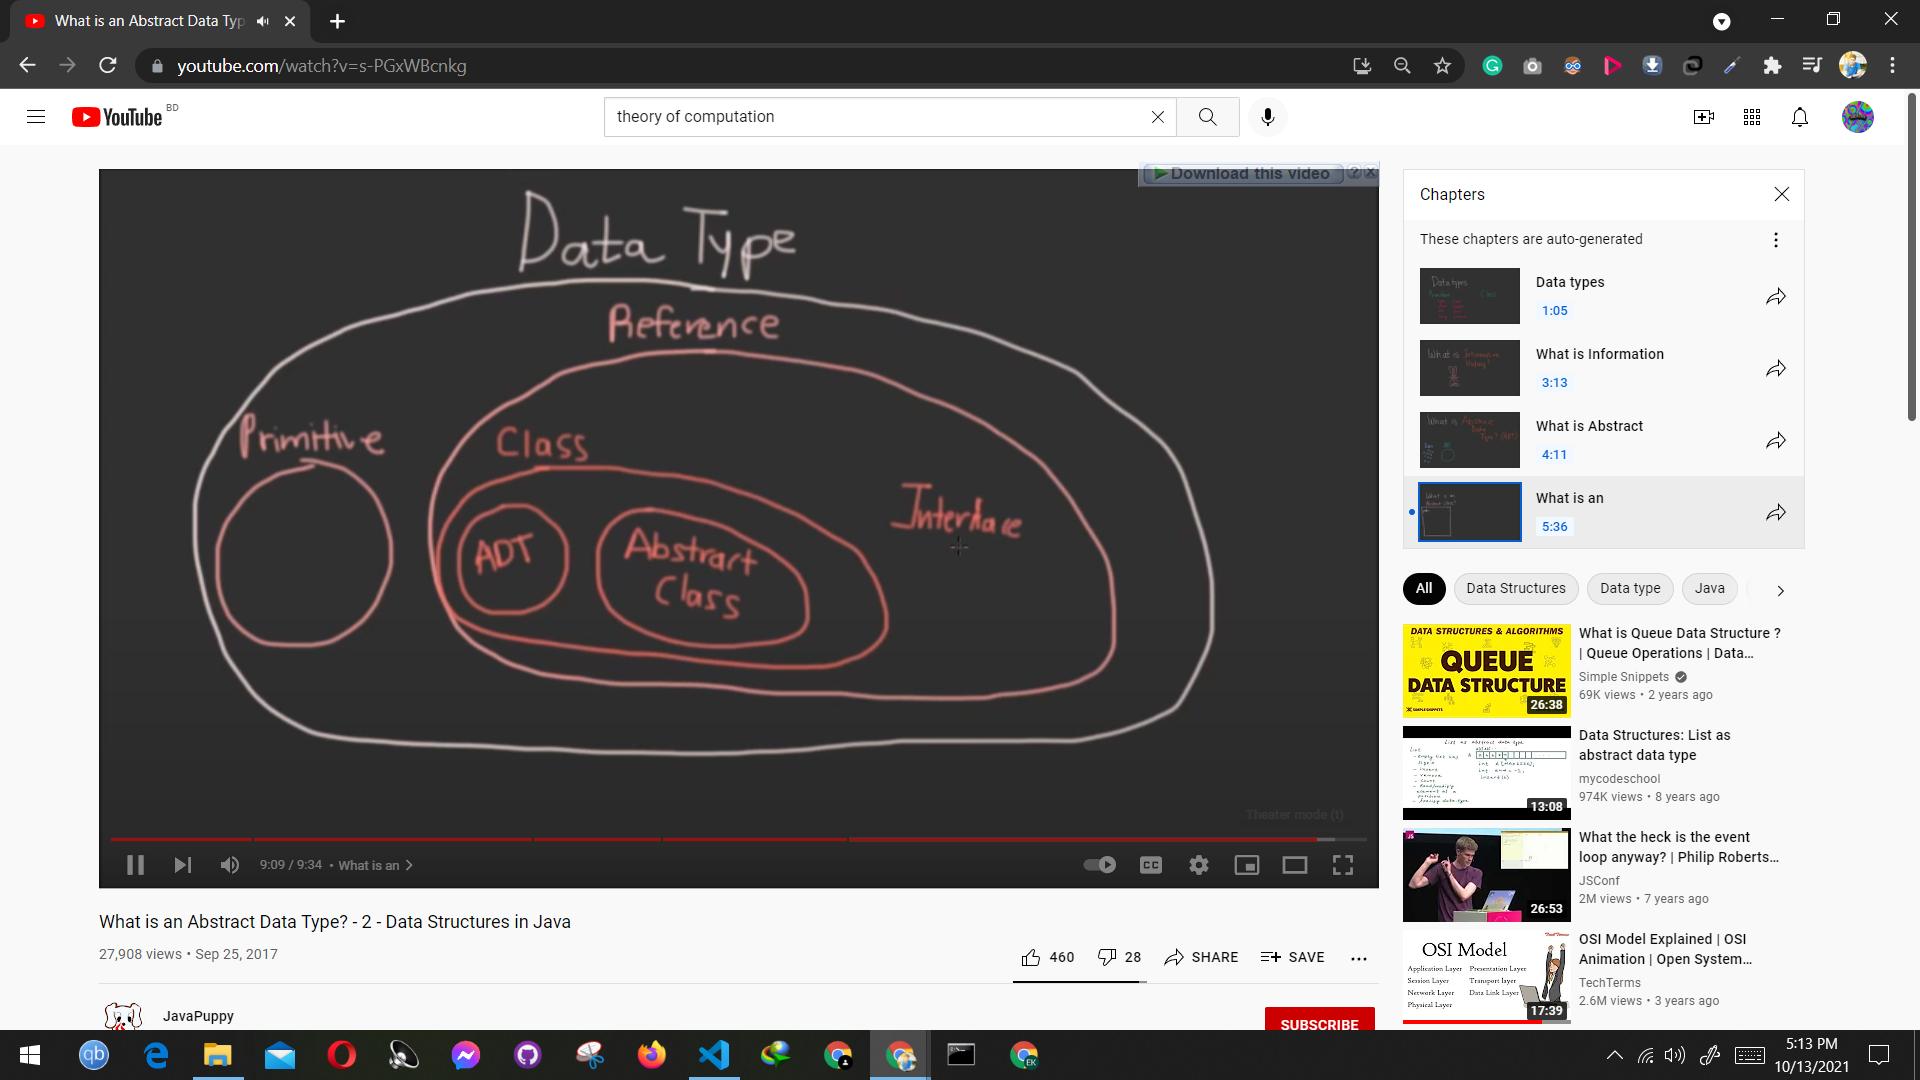 What is an Abstract Data Typ
youtube.com/watch?v=s-PGxWBcnkg
YouTube BD
theory of computation
Download this video
Data Type
Reference
Primitive
Class
ADT
Abstract
Class
Interface
Theater mode (t)
9:09 / 9:34 • What is an
CC
What is an Abstract Data Type? - 2 - Data Structures in Java
27,908 views • Sep 25, 2017
460
28
SHARE
SAVE
JavaPuppy
SUBSCRIBE
Chapters
These chapters are auto-generated
Data types
1:05
What is Information
3:13
What is Abstract
4:11
What is an
5:36
All
Data Structures
Data type
Java
DATA STRUCTURES & ALGORITHMS
QUEUE
DATA STRUCTURE
26:38
What is Queue Data Structure ?
| Queue Operations | Data...
Simple Snippets
69K views • 2 years ago
List as abstract data type
13:08
Data Structures: List as
abstract data type
mycodeschool
974K views • 8 years ago
JS
26:53
What the heck is the event
loop anyway? | Philip Roberts...
JSConf
2M views • 7 years ago
OSI Model
Application Layer Presentation Layer
Session Layer Transport layer
Network Layer Data Link Layer
Physical Layer
17:39
OSI Model Explained | OSI
Animation | Open System...
TechTerms
2.6M views • 3 years ago
qb
EK
5:13 PM
10/13/2021